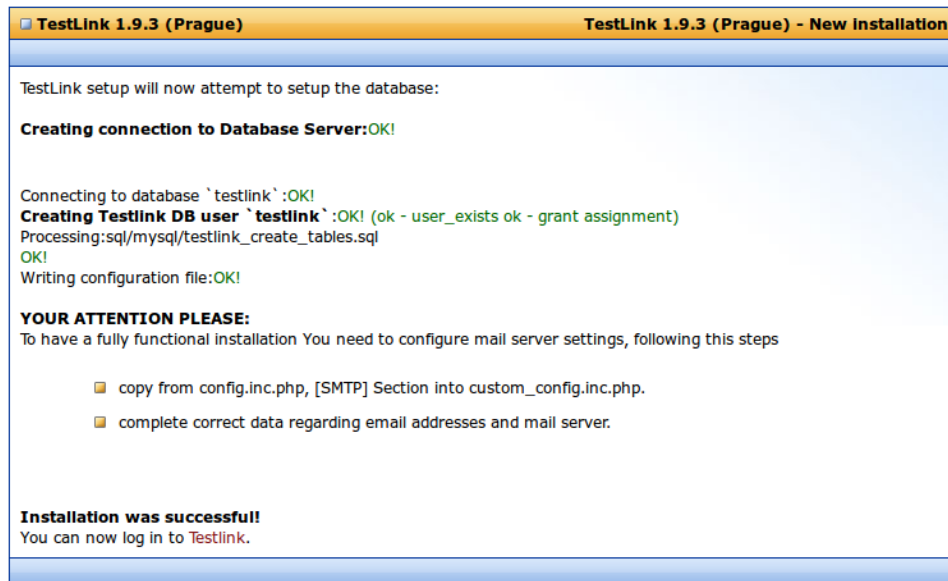 TestLink 1.9.3 (Prague) TestLink 1.9.3 (Prague) - New installation
TestLink setup will now attempt to setup the database:
Creating connection to Database Server:OK!
Connecting to database `testlink`:OK!
Creating Testlink DB user `testlink`:OK! (ok - user_exists ok - grant assignment)
Processing:sql/mysql/testlink_create_tables.sql
OK!
Writing configuration file:OK!
YOUR ATTENTION PLEASE:
To have a fully functional installation You need to configure mail server settings, following this steps
copy from config.inc.php, [SMTP] Section into custom_config.inc.php.
complete correct data regarding email addresses and mail server.
Installation was successful!
You can now log in to Testlink.